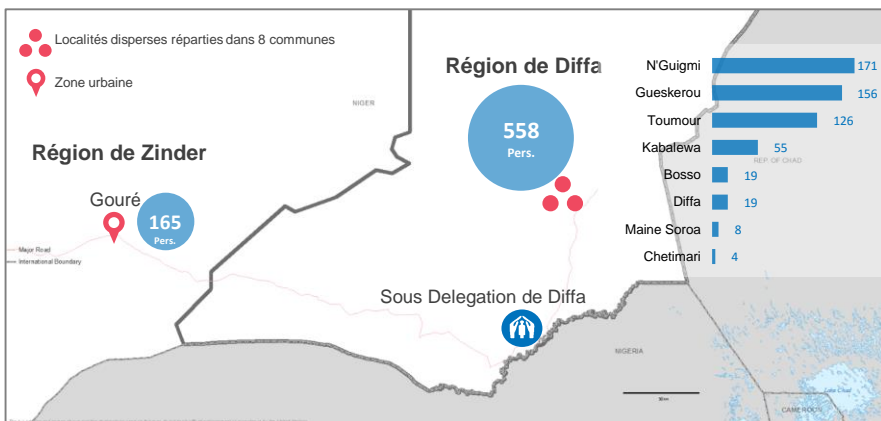 Localités disperses réparties dans 8 communes
Zone urbaine
NIGER
Région de Diffa
558
Pers.
Région de Zinder
Gouré
165
Pers.
Major Road
International Boundary
Sous Delegation de Diffa
N'Guigmi 171
Gueskerou 156
Toumour 126
Kabalewa 55
REP. OF CHAD
Bosso 19
Diffa 19
Maine Soroa 8
Chetimari 4
NIGERIA
Lake Chad
CAMEROON